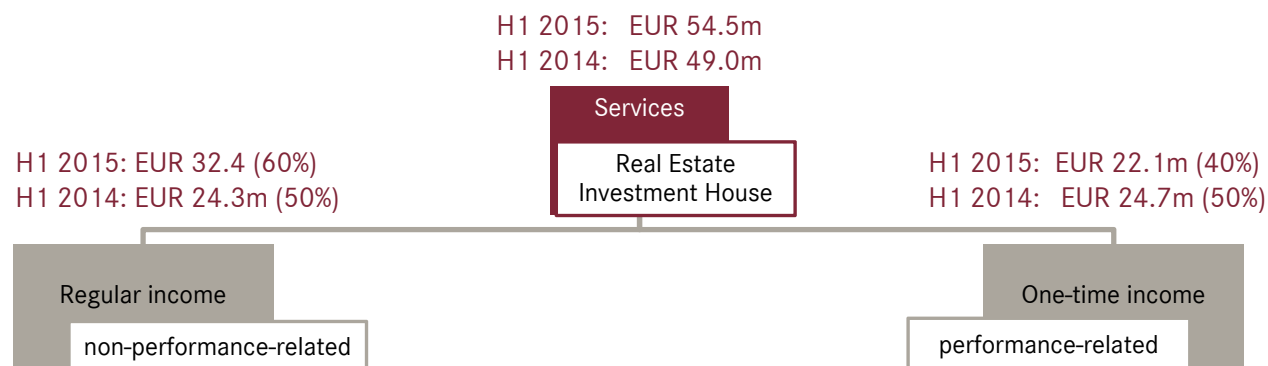 H1 2015: EUR 54.5m
H1 2014: EUR 49.0m
Services
Real Estate
Investment House
H1 2015: EUR 32.4 (60%)
H1 2014: EUR 24.3m (50%)
H1 2015: EUR 22.1m (40%)
H1 2014: EUR 24.7m (50%)
Regular income
non-performance-related
One-time income
performance-related